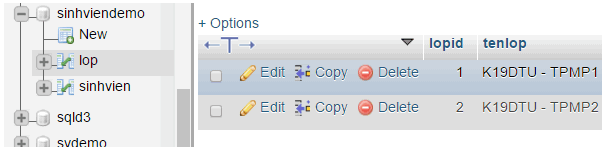 sinhviendemo
New
lop
sinhvien
sqld3
svdemo
+ Options
lopid tenlop
Edit Copy Delete 1 K19DTU - TPMP1
Edit Copy Delete 2 K19DTU - TPMP2